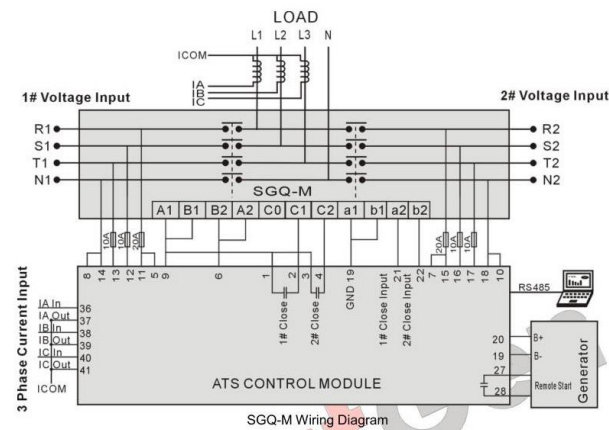 LOAD
L1 L2 L3 N
ICOM
IA
IB
IC
1# Voltage Input
2# Voltage Input
R1 R2
S1 S2
T1 T2
N1 N2
SGQ-M
A1 B1 B2 A2 C0 C1 C2 a1 b1 a2 b2
10A 10A 20A 20A 10A 10A
8 14 13 12 11 5 9 6 1 2 3 4 GND 19 21 22 7 15 16 17 18 10
1# Close
2# Close
1# Close Input
2# Close Input
RS485
3 Phase Current Input
IA In 36
IA Out 37
IB In 38
IB Out 39
IC In 40
IC Out 41
ICOM
20 B+
19 B-
27
Remote Start
28
Generator
ATS CONTROL MODULE
SGQ-M Wiring Diagram